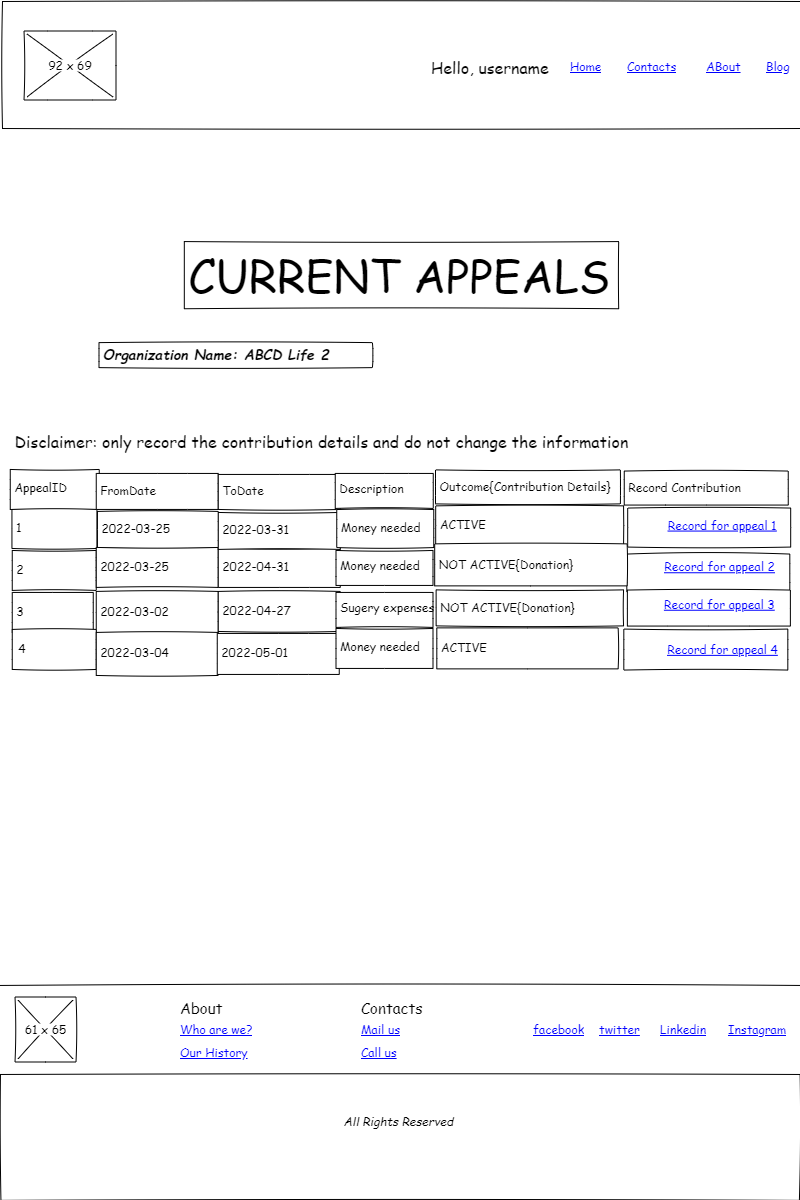 92 x 69
Hello, username Home Contacts ABout Blog
CURRENT APPEALS
Organization Name: ABCD Life 2
Disclaimer: only record the contribution details and do not change the information
AppealID FromDate ToDate Description Outcome{Contribution Details} Record Contribution
1 2022-03-25 2022-03-31 Money needed ACTIVE Record for appeal 1
2 2022-03-25 2022-04-31 Money needed NOT ACTIVE{Donation} Record for appeal 2
3 2022-03-02 2022-04-27 Sugery expenses NOT ACTIVE{Donation} Record for appeal 3
4 2022-03-04 2022-05-01 Money needed ACTIVE Record for appeal 4
About Contacts
61 x 65 Who are we? Mail us facebook twitter Linkedin Instagram
Our History Call us
All Rights Reserved